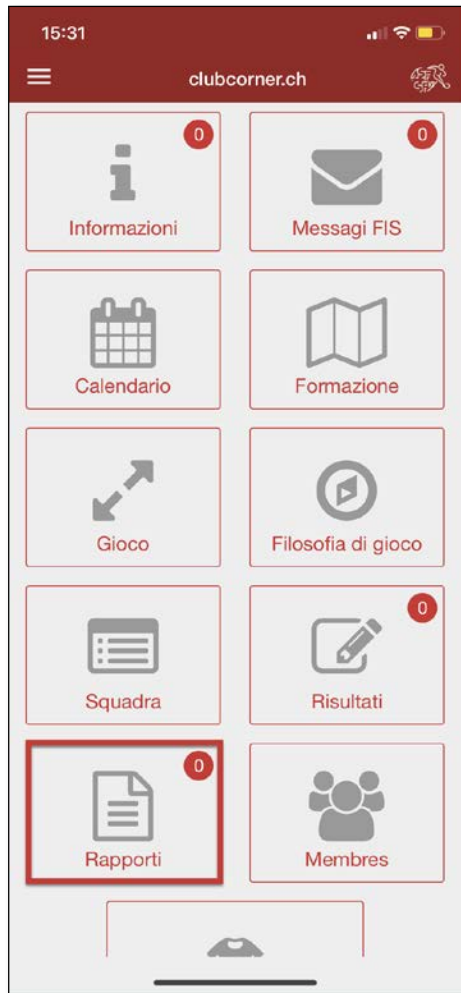 15:31
clubcorner.ch
0
0
Informazioni
Messagi FIS
Calendario
Formazione
Gioco
Filosofia di gioco
0
Squadra
Risultati
0
Rapporti
Membres